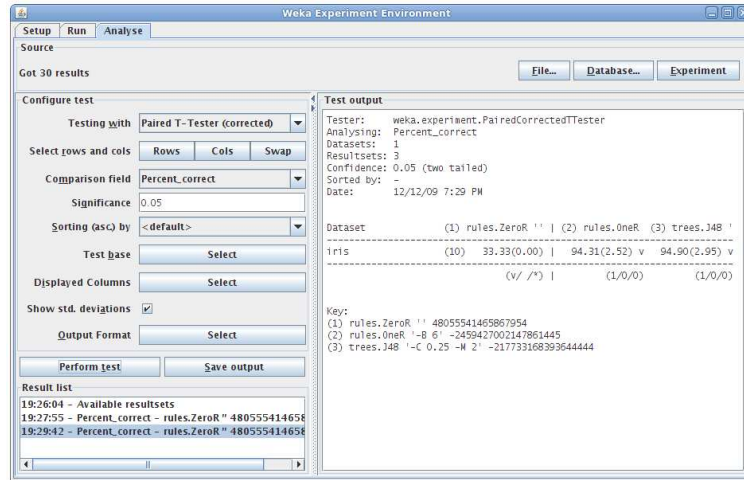 Weka Experiment Environment
Setup Run Analyse
Source
Got 30 results
File... Database... Experiment
Configure test
Testing with Paired T-Tester (corrected)
Select rows and cols Rows Cols Swap
Comparison field Percent_correct
Significance 0.05
Sorting (asc.) by <default>
Test base Select
Displayed Columns Select
Show std. deviations
Output Format Select
Perform test Save output
Result list
19:26:04 - Available resultsets
19:27:55 - Percent_correct - rules.ZeroR '' 480555414658
19:29:42 - Percent_correct - rules.ZeroR '' 480555414658
Test output
Tester: weka.experiment.PairedCorrectedTTester
Analysing: Percent_correct
Datasets: 1
Resultsets: 3
Confidence: 0.05 (two tailed)
Sorted by: -
Date: 12/12/09 7:29 PM
Dataset (1) rules.ZeroR '' | (2) rules.OneR (3) trees.J48 '
--------------------------------------------------------------
iris (10) 33.33(0.00) | 94.31(2.52) v 94.90(2.95) v
--------------------------------------------------------------
(v/ /*) | (1/0/0) (1/0/0)
Key:
(1) rules.ZeroR '' 48055541465867954
(2) rules.OneR '-B 6' -2459427002147861445
(3) trees.J48 '-C 0.25 -M 2' -217733168393644444